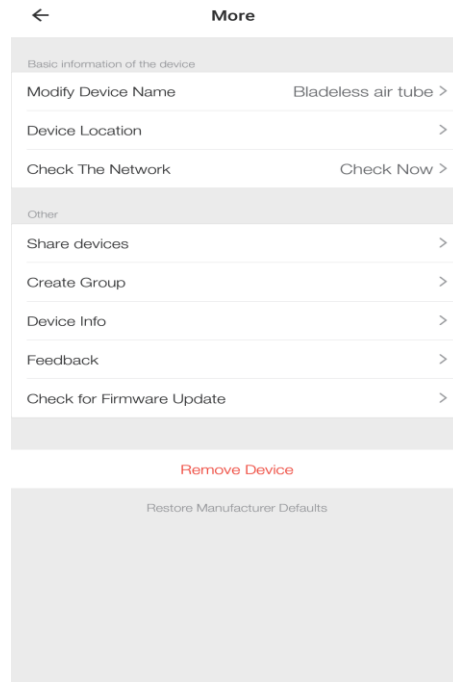 More
Basic information of the device
Modify Device Name Bladeless air tube >
Device Location >
Check The Network Check Now >
Other
Share devices >
Create Group >
Device Info >
Feedback >
Check for Firmware Update >
Remove Device
Restore Manufacturer Defaults